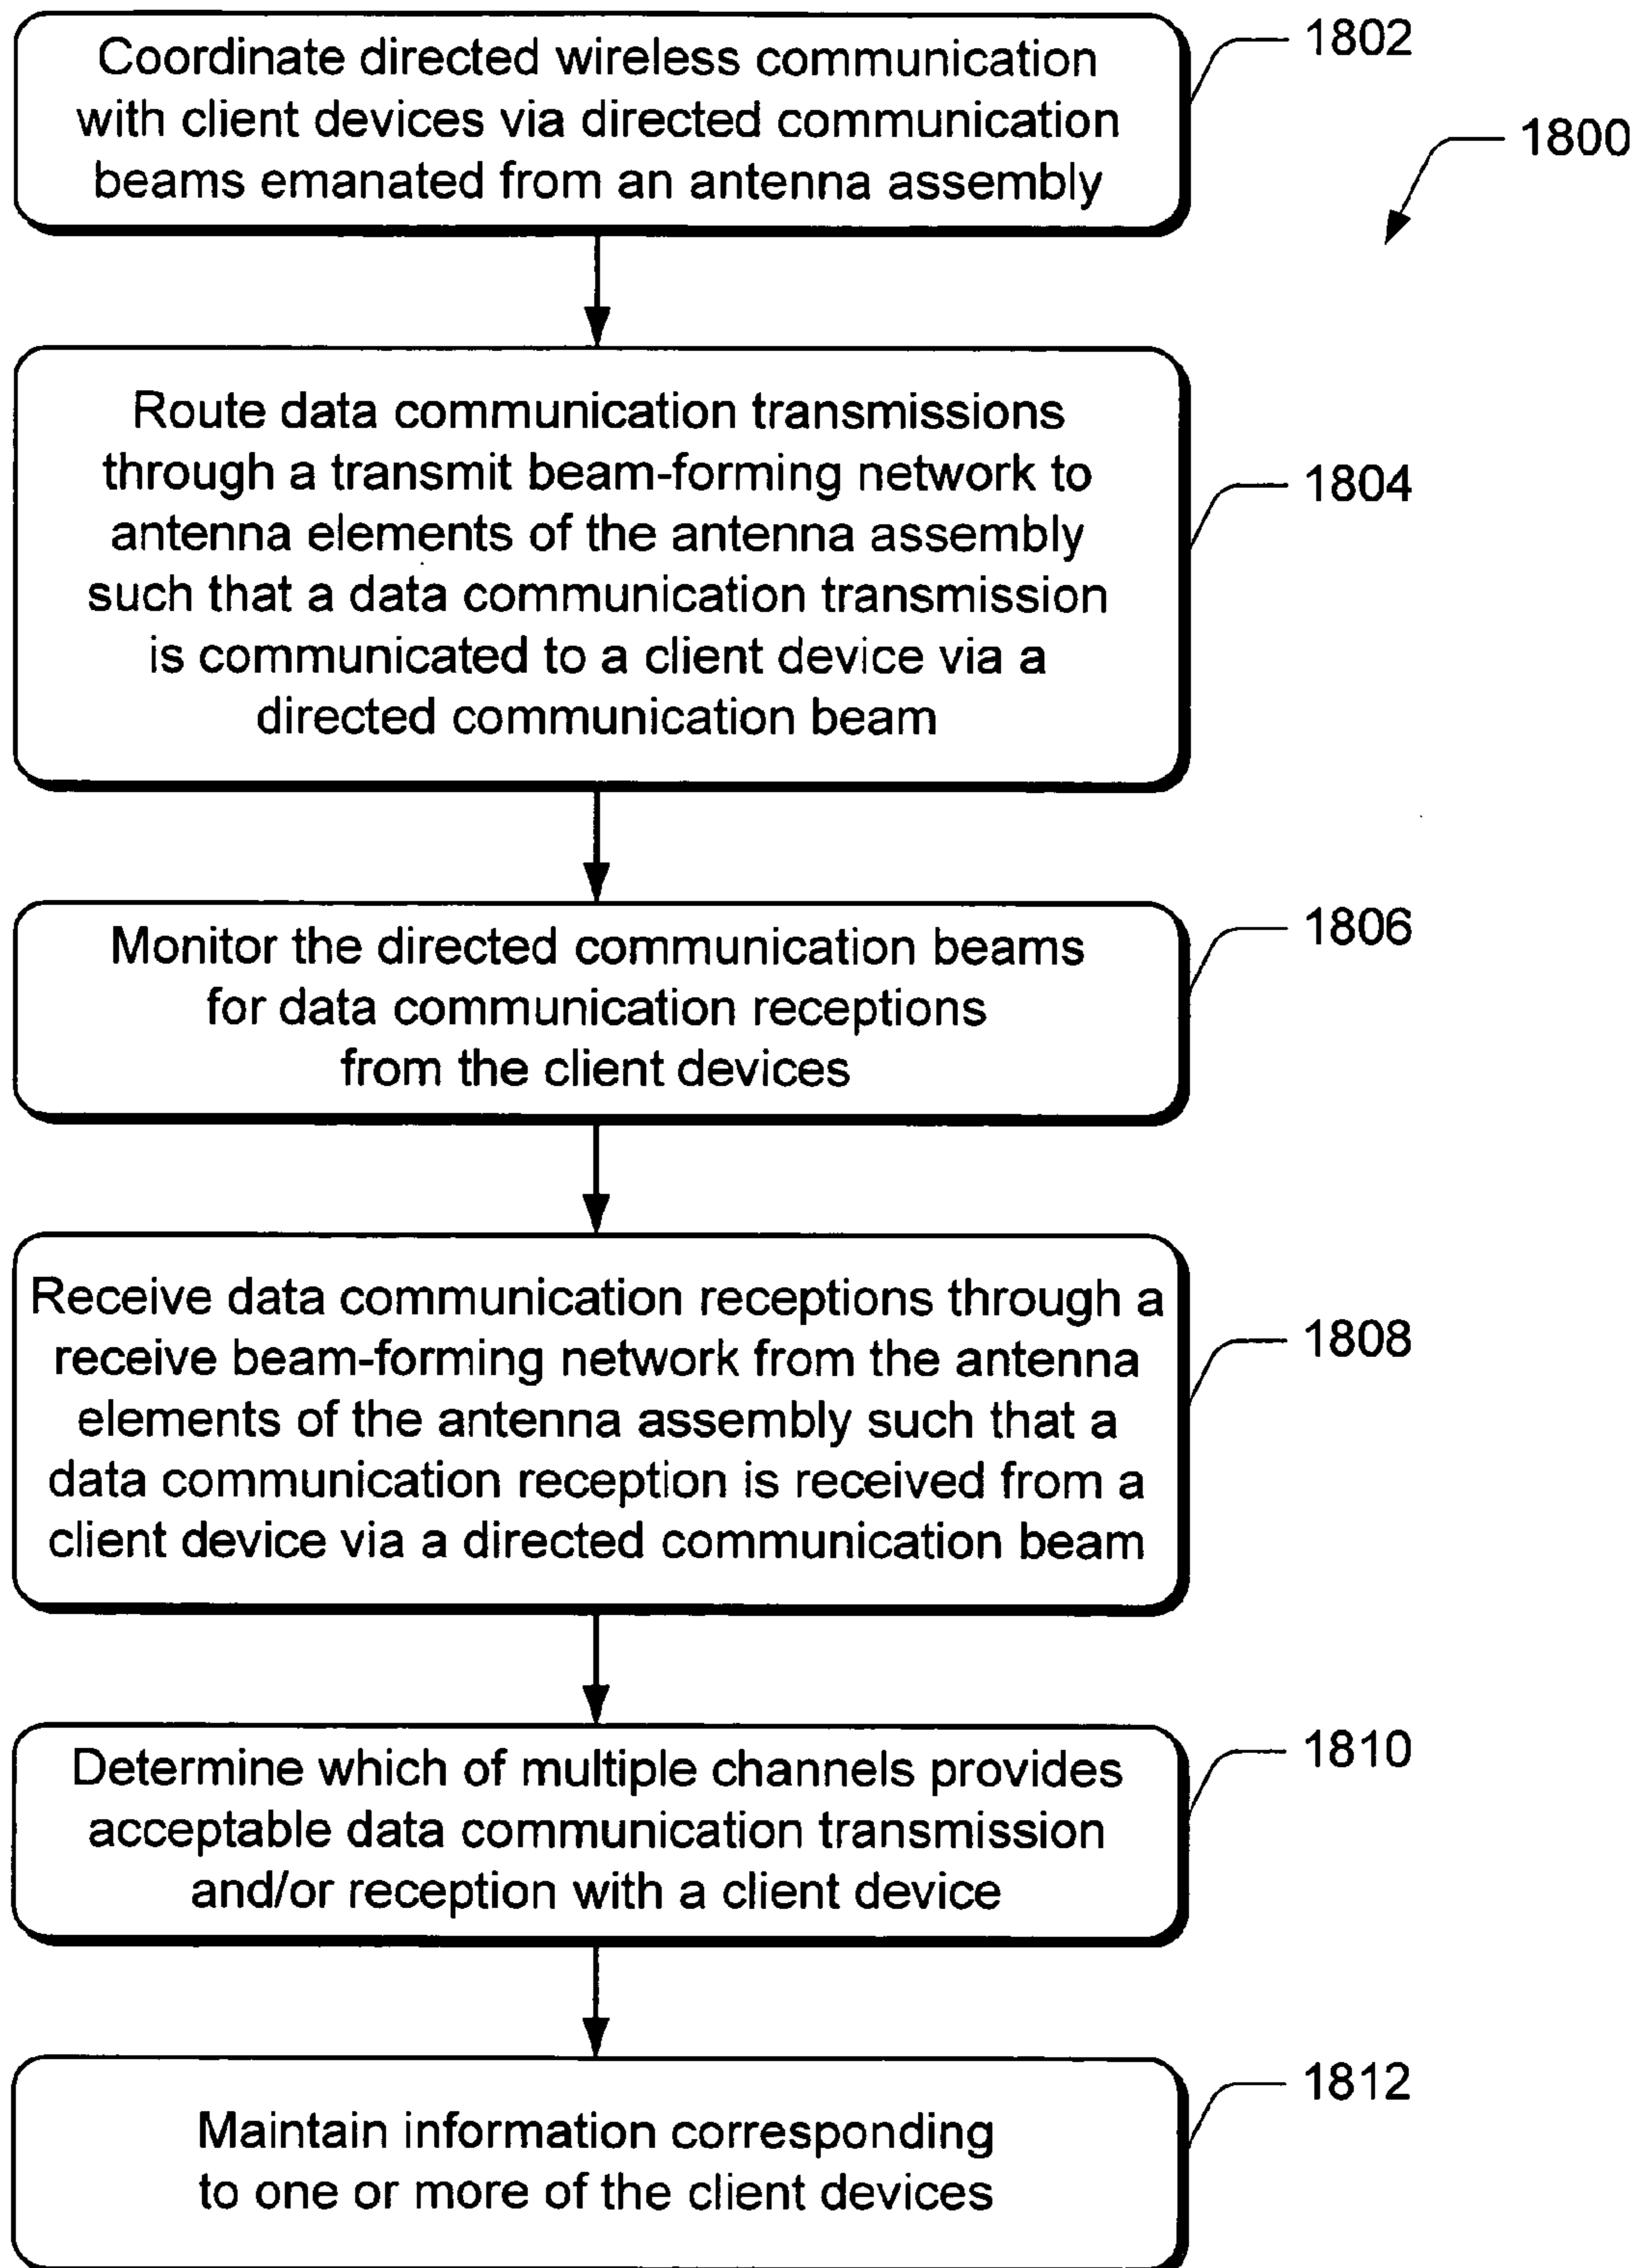 Coordinate directed wireless communication
with client devices via directed communication
beams emanated from an antenna assembly
1802
1800
Route data communication transmissions
through a transmit beam-forming network to
antenna elements of the antenna assembly
such that a data communication transmission
is communicated to a client device via a
directed communication beam
1804
Monitor the directed communication beams
for data communication receptions
from the client devices
1806
Receive data communication receptions through a
receive beam-forming network from the antenna
elements of the antenna assembly such that a
data communication reception is received from a
client device via a directed communication beam
1808
Determine which of multiple channels provides
acceptable data communication transmission
and/or reception with a client device
1810
Maintain information corresponding
to one or more of the client devices
1812